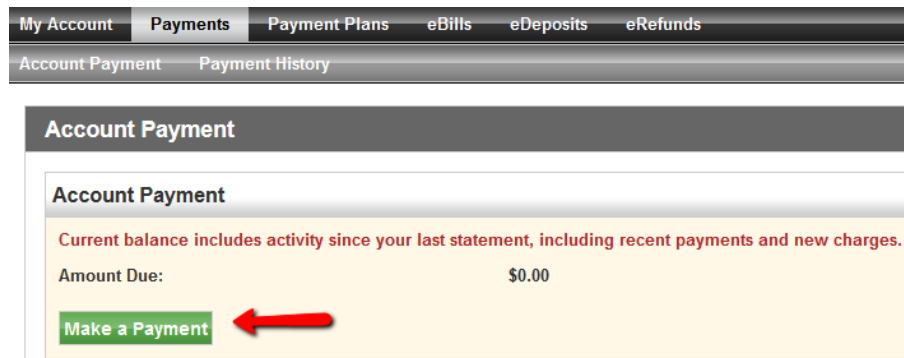 My Account Payments Payment Plans eBills eDeposits eRefunds
Account Payment Payment History
Account Payment
Account Payment
Current balance includes activity since your last statement, including recent payments and new charges.
Amount Due: $0.00
Make a Payment